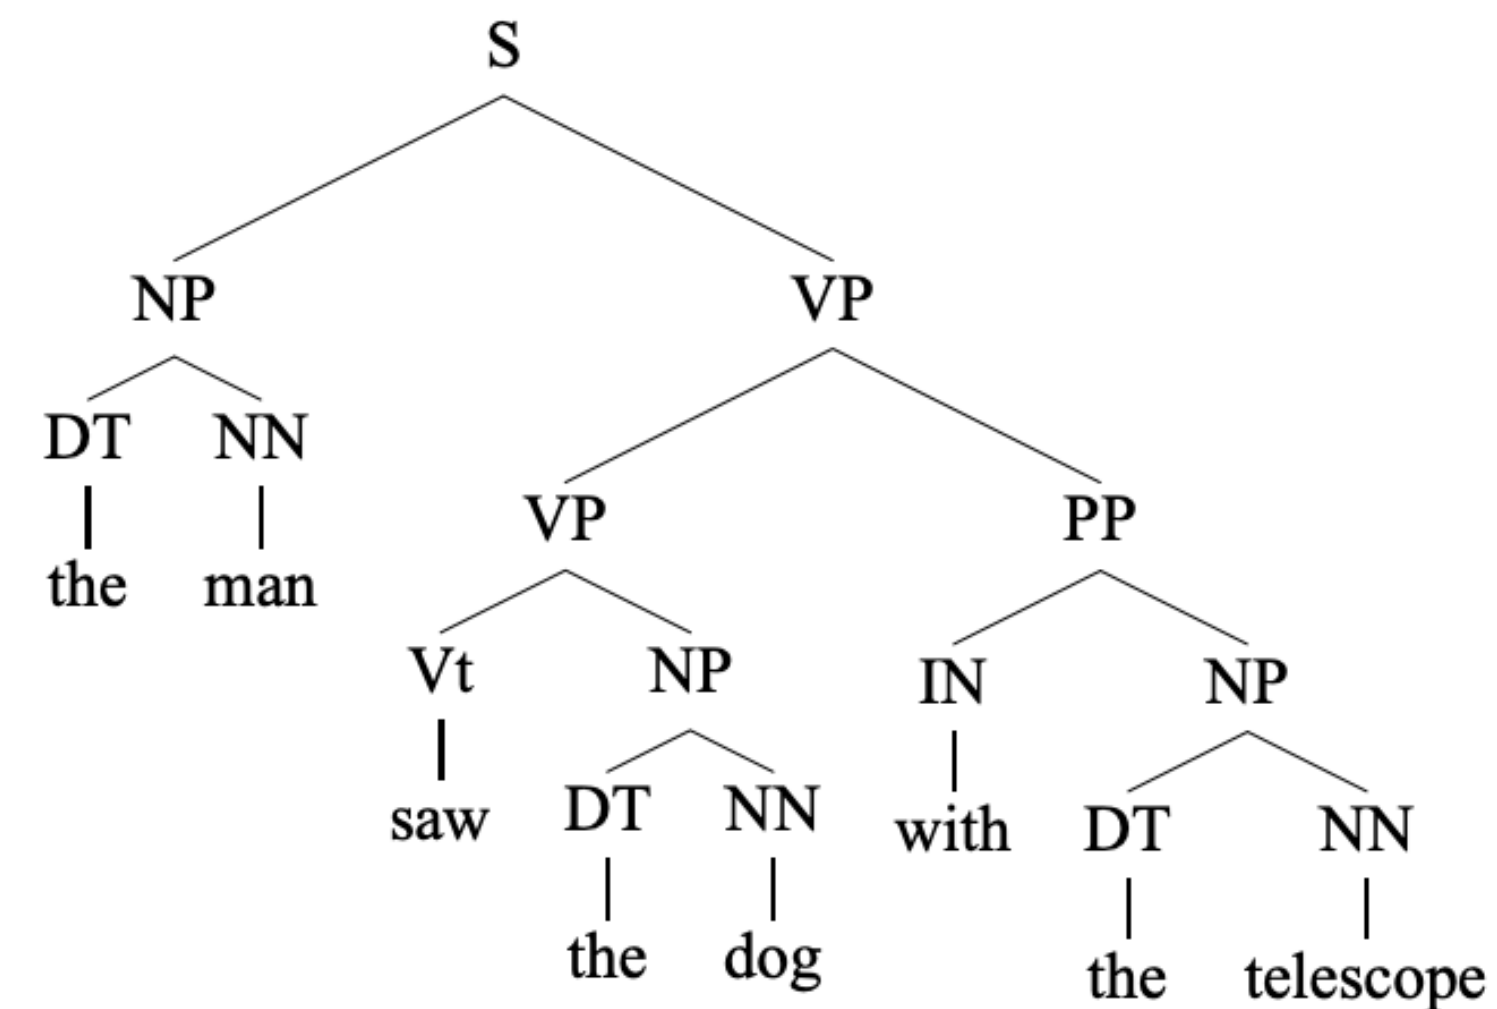 S
NP VP
DT NN
the man
VP PP
Vt NP
saw
DT NN
the dog
IN NP
with
DT NN
the telescope